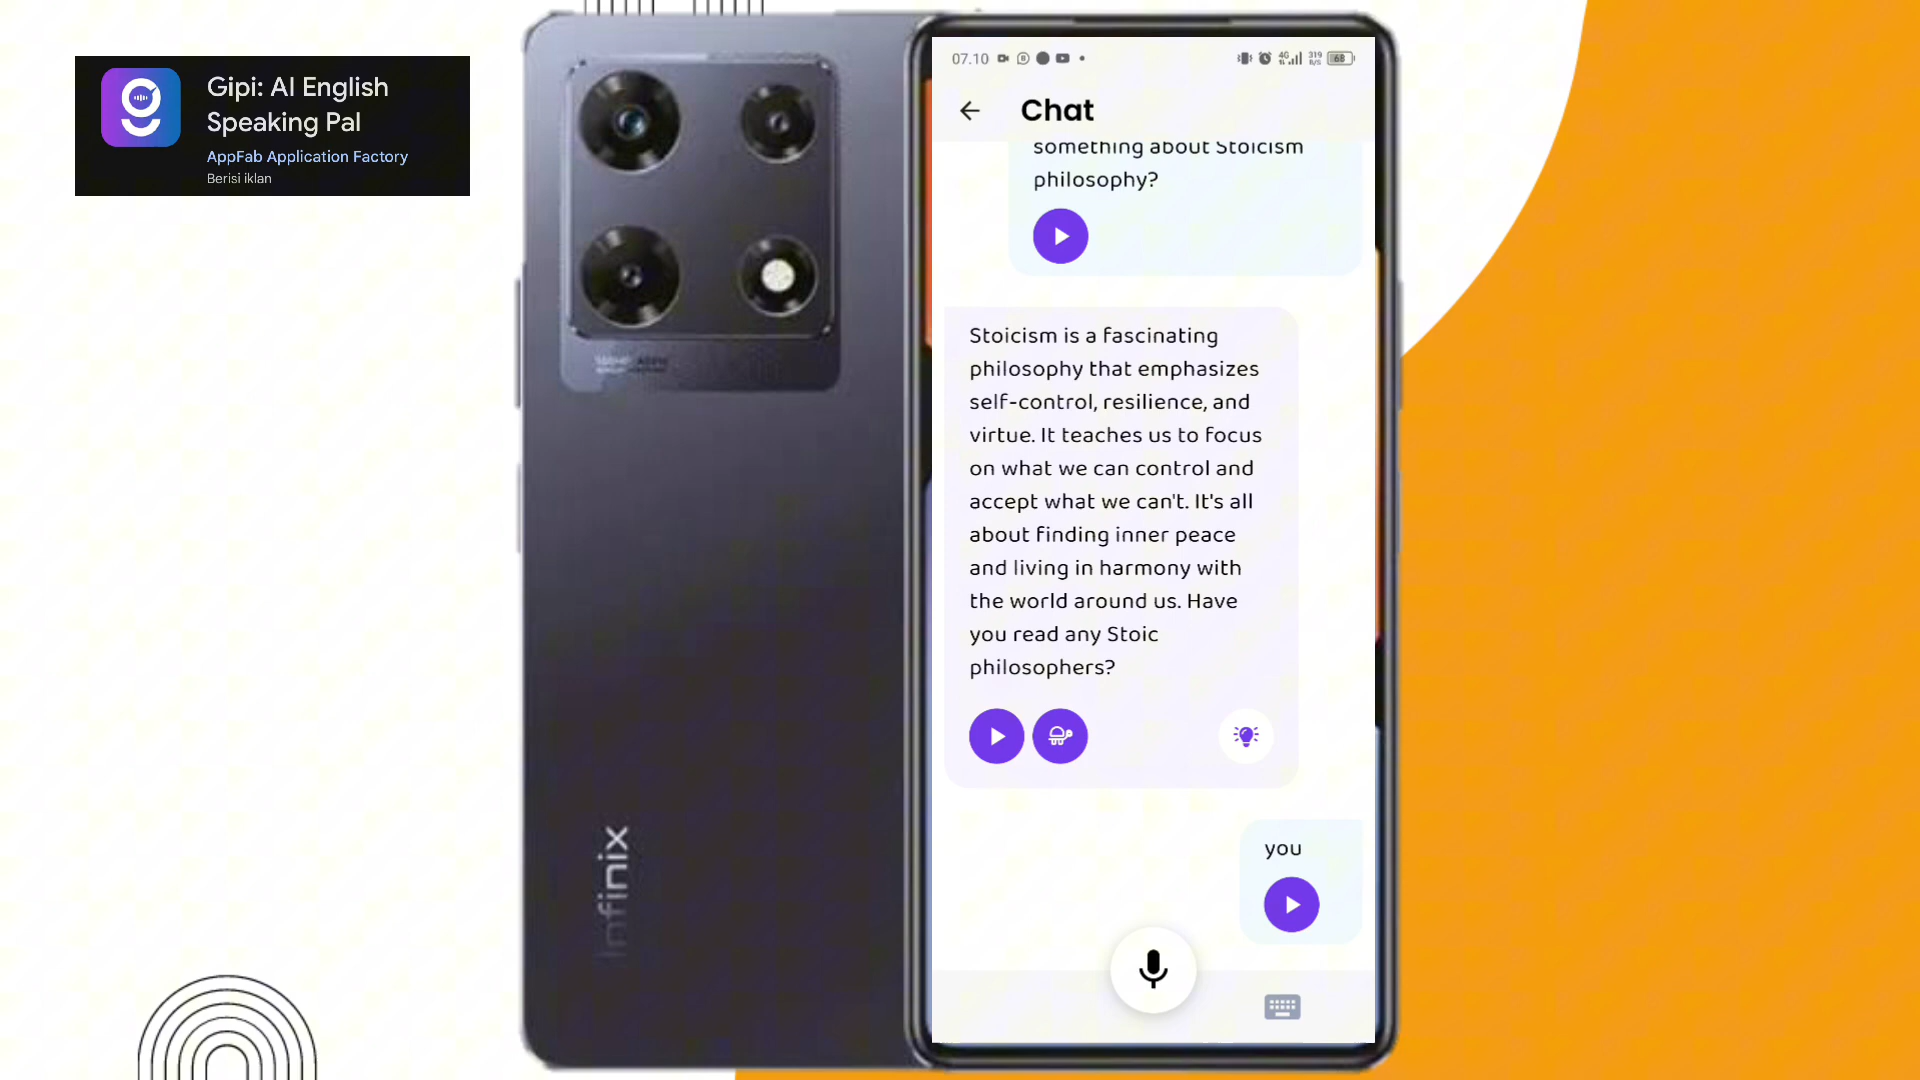 Gipi: AI English
Speaking Pal
AppFab Application Factory
Berisi iklan
infinix
07.10
4G
319
B/S
68
Chat
something about Stoicism
philosophy?
Stoicism is a fascinating
philosophy that emphasizes
self-control, resilience, and
virtue. It teaches us to focus
on what we can control and
accept what we can't. It's all
about finding inner peace
and living in harmony with
the world around us. Have
you read any Stoic
philosophers?
you